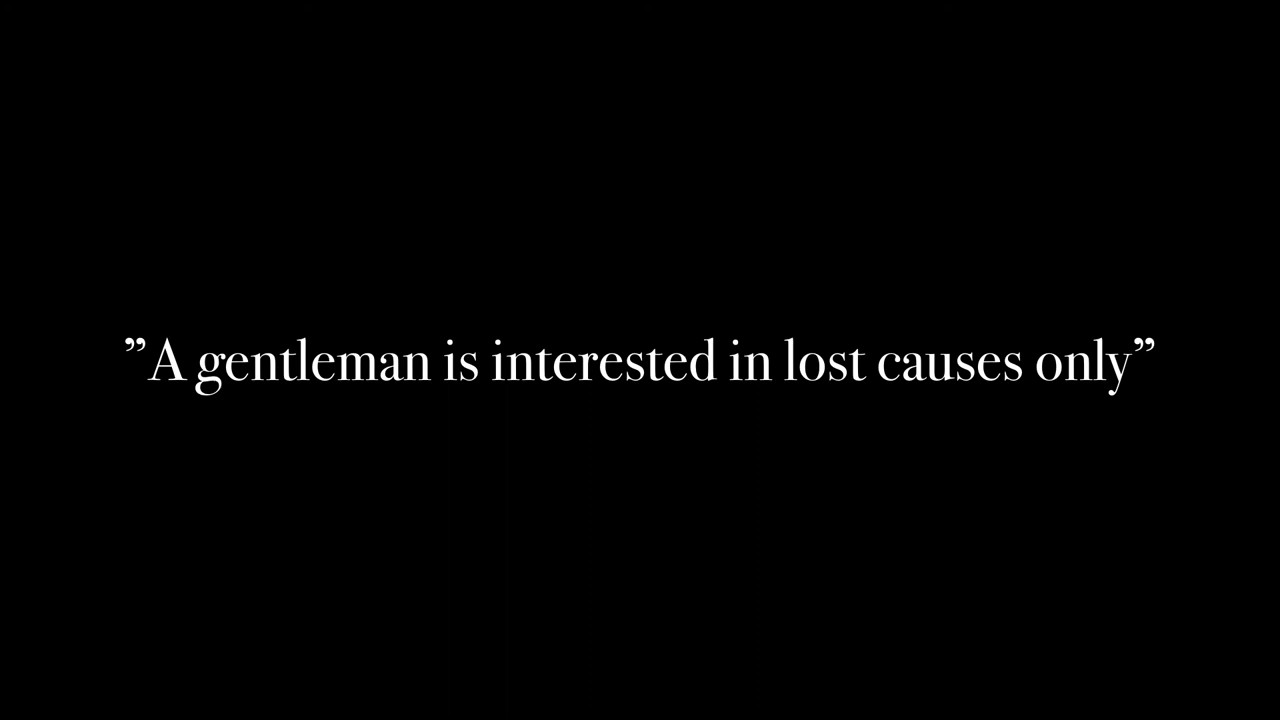 ”A gentleman is interested in lost causes only”